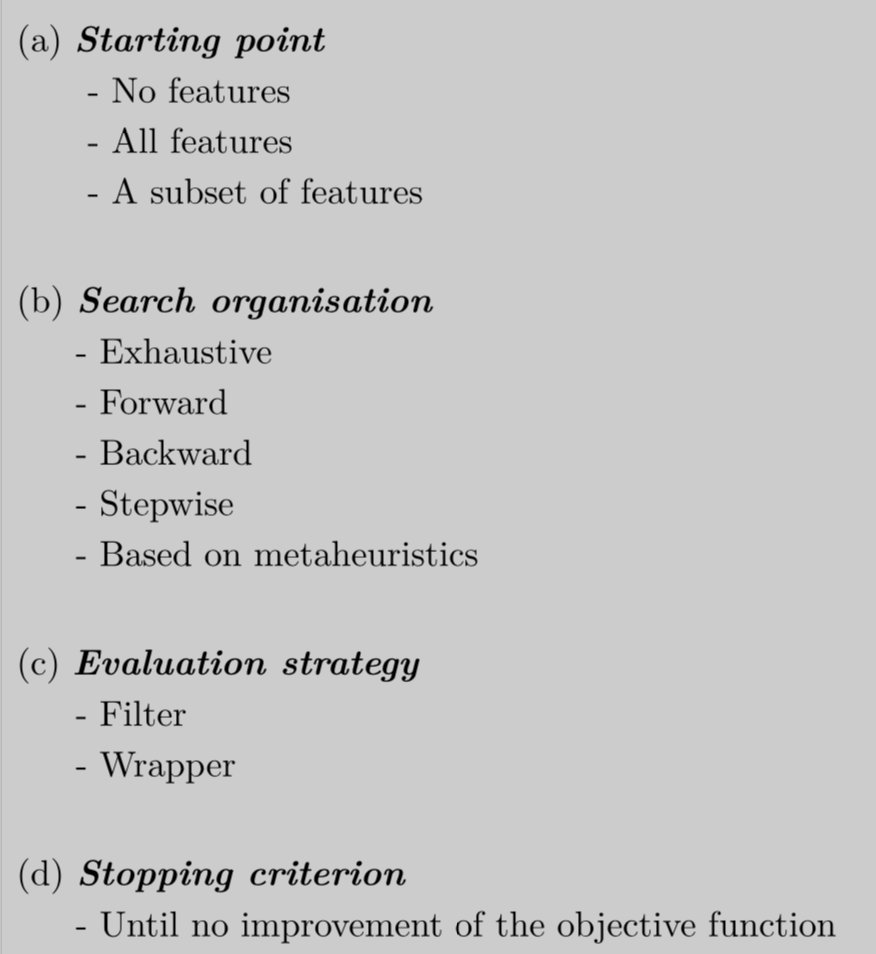 (a) Starting point
- No features
- All features
- A subset of features
(b) Search organisation
- Exhaustive
- Forward
- Backward
- Stepwise
- Based on metaheuristics
(c) Evaluation strategy
- Filter
- Wrapper
(d) Stopping criterion
- Until no improvement of the objective function